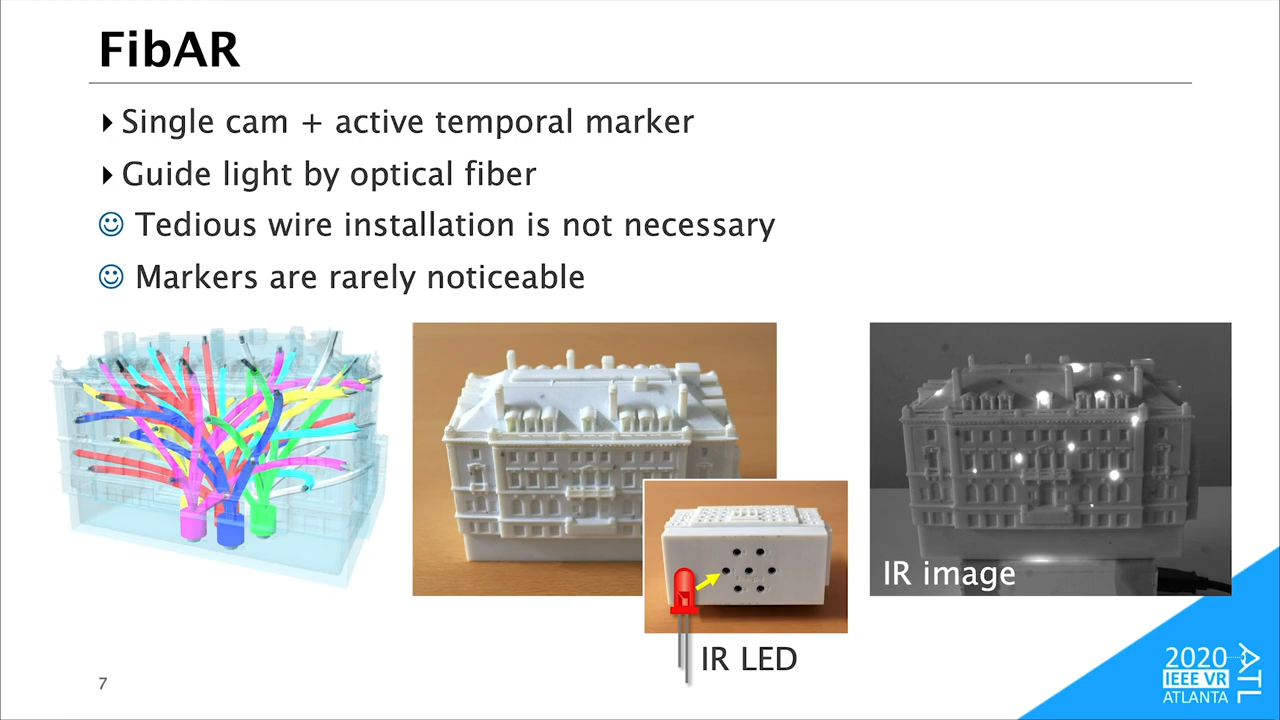 FibAR
Single cam + active temporal marker
Guide light by optical fiber
Tedious wire installation is not necessary
Markers are rarely noticeable
IR image
IR LED
7
2020
IEEE VR
ATLANTA
ATL